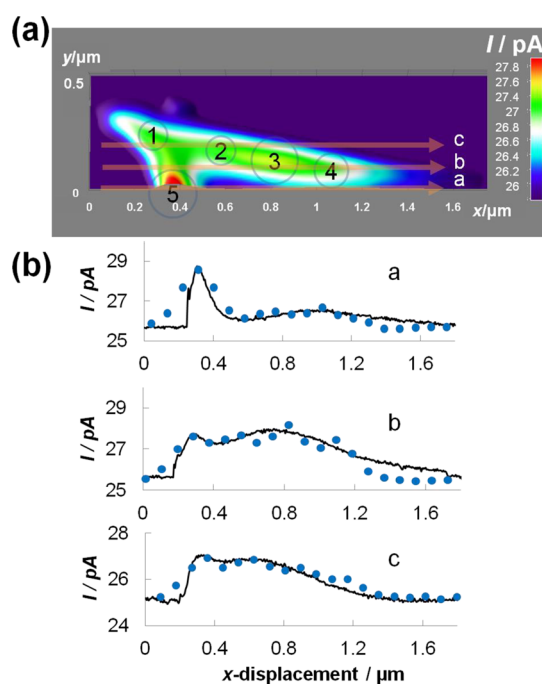 (a)
I / pA
y/μm
0.5
0
1
2
3
4
5
c
b
a
27.8
27.6
27.4
27.2
27
26.8
26.6
26.4
26.2
26
0 0.2 0.4 0.6 0.8 1 1.2 1.4 1.6 x/μm
(b)
a
I / pA
29
27
25
0 0.4 0.8 1.2 1.6
b
I / pA
29
27
25
0 0.4 0.8 1.2 1.6
c
I / pA
28
26
24
0 0.4 0.8 1.2 1.6
x-displacement / μm